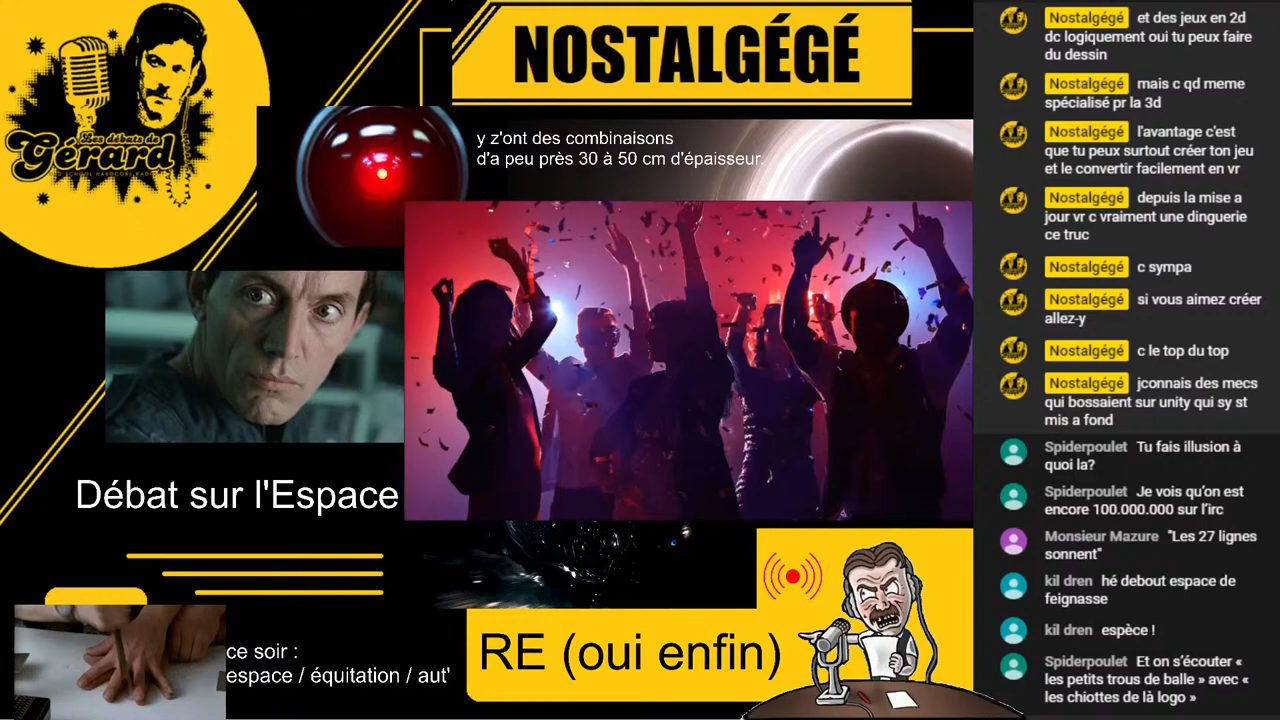 NOSTALGÉGÉ
Les débats de
Gérard
y z'ont des combinaisons
d'a peu près 30 à 50 cm d'épaisseur.
Débat sur l'Espace
ce soir :
espace / équitation / aut'
RE (oui enfin)
Nostalgégé et des jeux en 2d
dc logiquement oui tu peux faire
du dessin
Nostalgégé mais c qd meme
spécialisé pr la 3d
Nostalgégé l'avantage c'est
que tu peux surtout créer ton jeu
et le convertir facilement en vr
Nostalgégé depuis la mise a
jour vr c vraiment une dinguerie
ce truc
Nostalgégé c sympa
Nostalgégé si vous aimez créer
allez-y
Nostalgégé c le top du top
Nostalgégé jconnais des mecs
qui bossaient sur unity qui sy st
mis a fond
Spiderpoulet Tu fais illusion à
quoi la?
Spiderpoulet Je vois qu'on est
encore 100.000.000 sur l'irc
Monsieur Mazure "Les 27 lignes
sonnent"
kil dren hé debout espace de
feignasse
kil dren espèce !
Spiderpoulet Et on s'écouter «
les petits trous de balle » avec «
les chiottes de là logo »